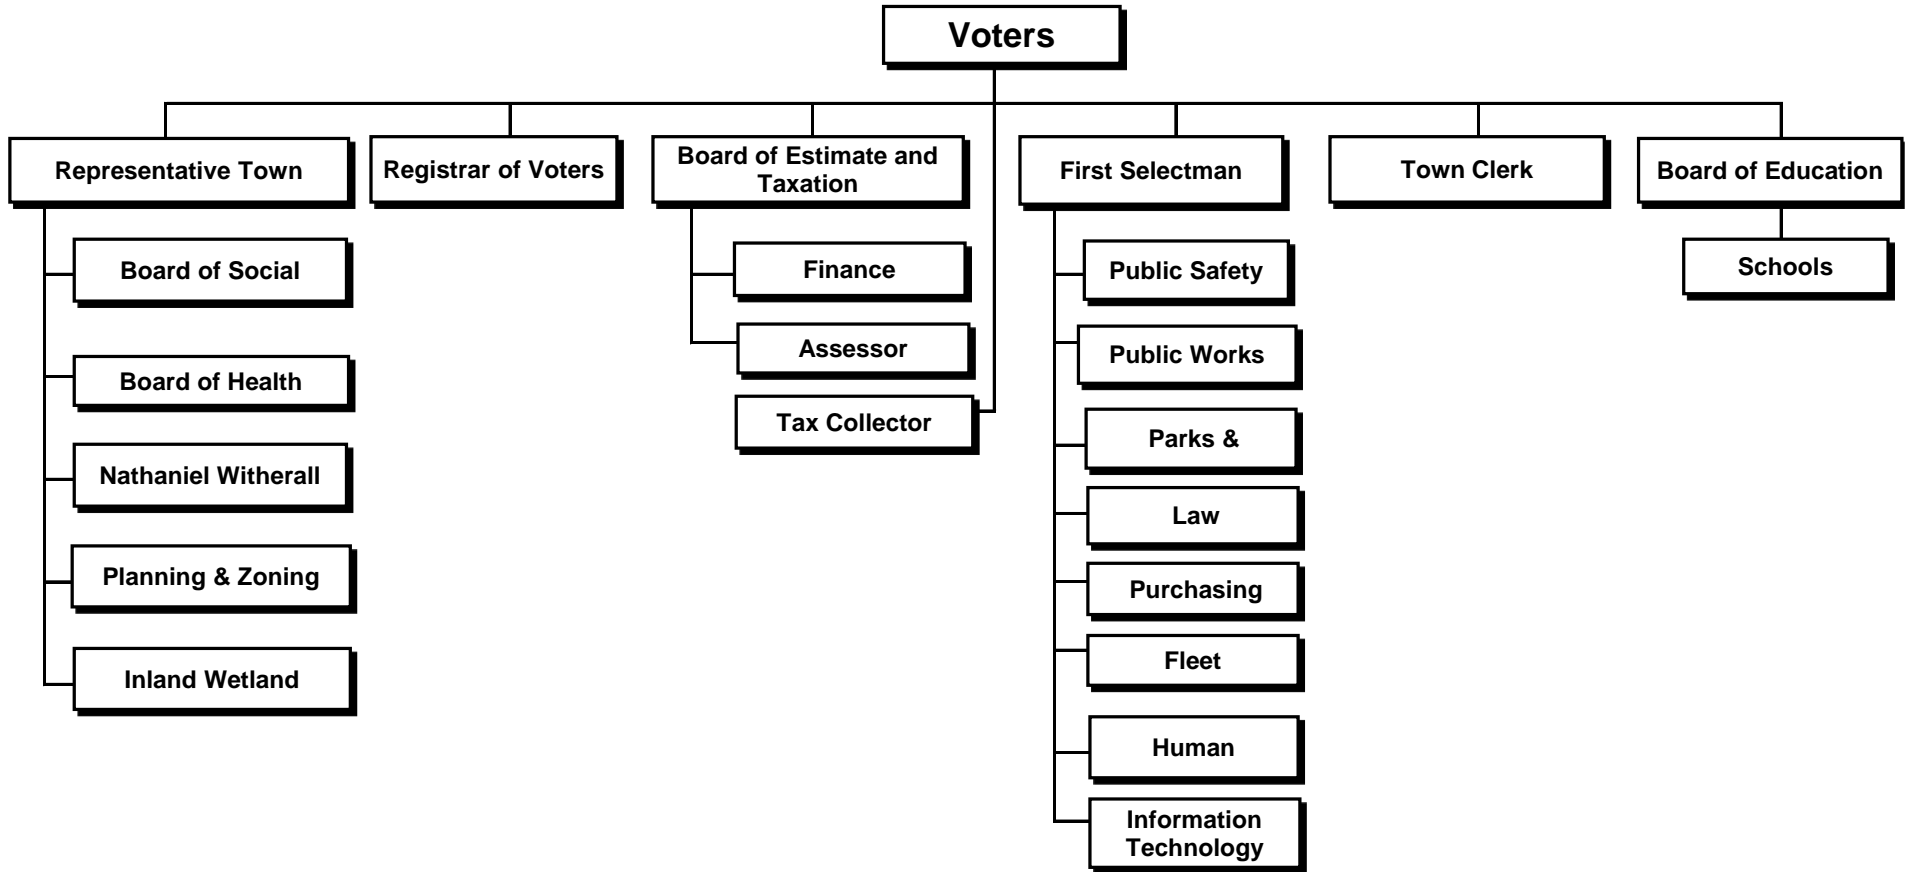 Voters
Representative Town
Registrar of Voters
Board of Estimate and
Taxation
First Selectman
Town Clerk
Board of Education
Board of Social
Board of Health
Nathaniel Witherall
Planning & Zoning
Inland Wetland
Finance
Assessor
Tax Collector
Public Safety
Public Works
Parks &
Law
Purchasing
Fleet
Human
Information
Technology
Schools